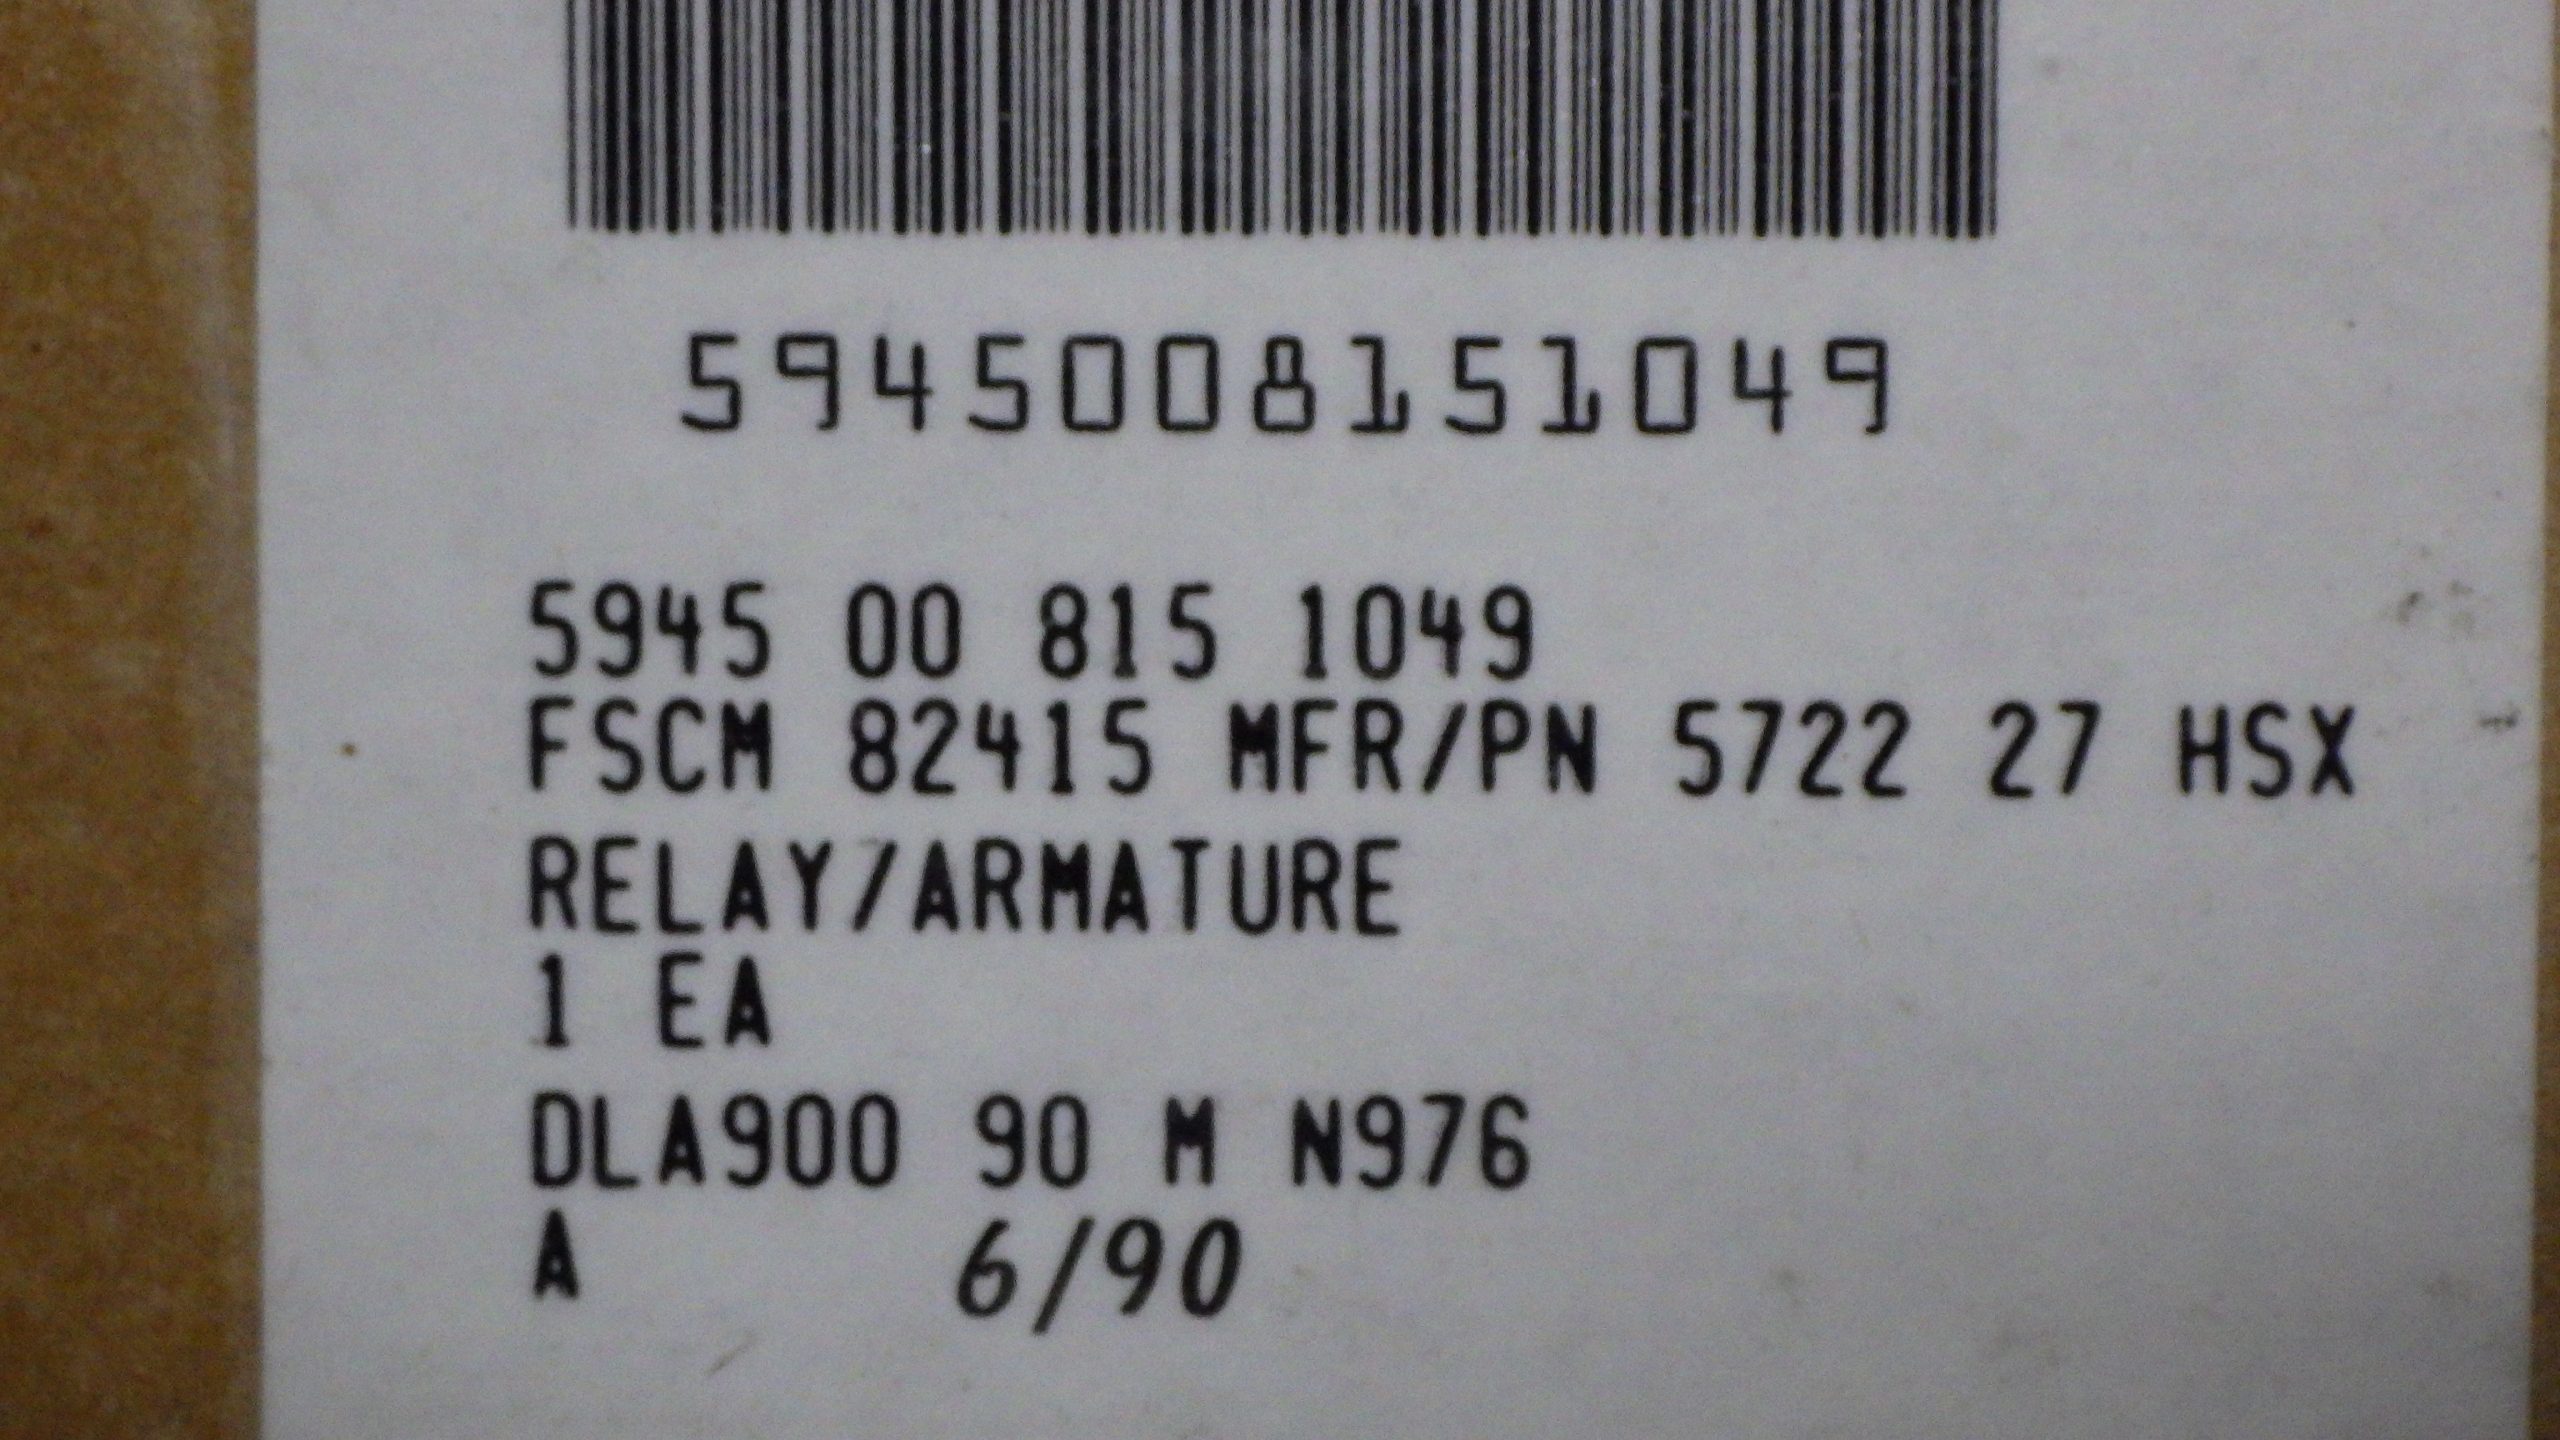 5945008151049
5945 00 815 1049
FSCM 82415 MFR/PN 5722 27 HSX
RELAY/ARMATURE
1 EA
DLA900 90 M N976
A 6/90